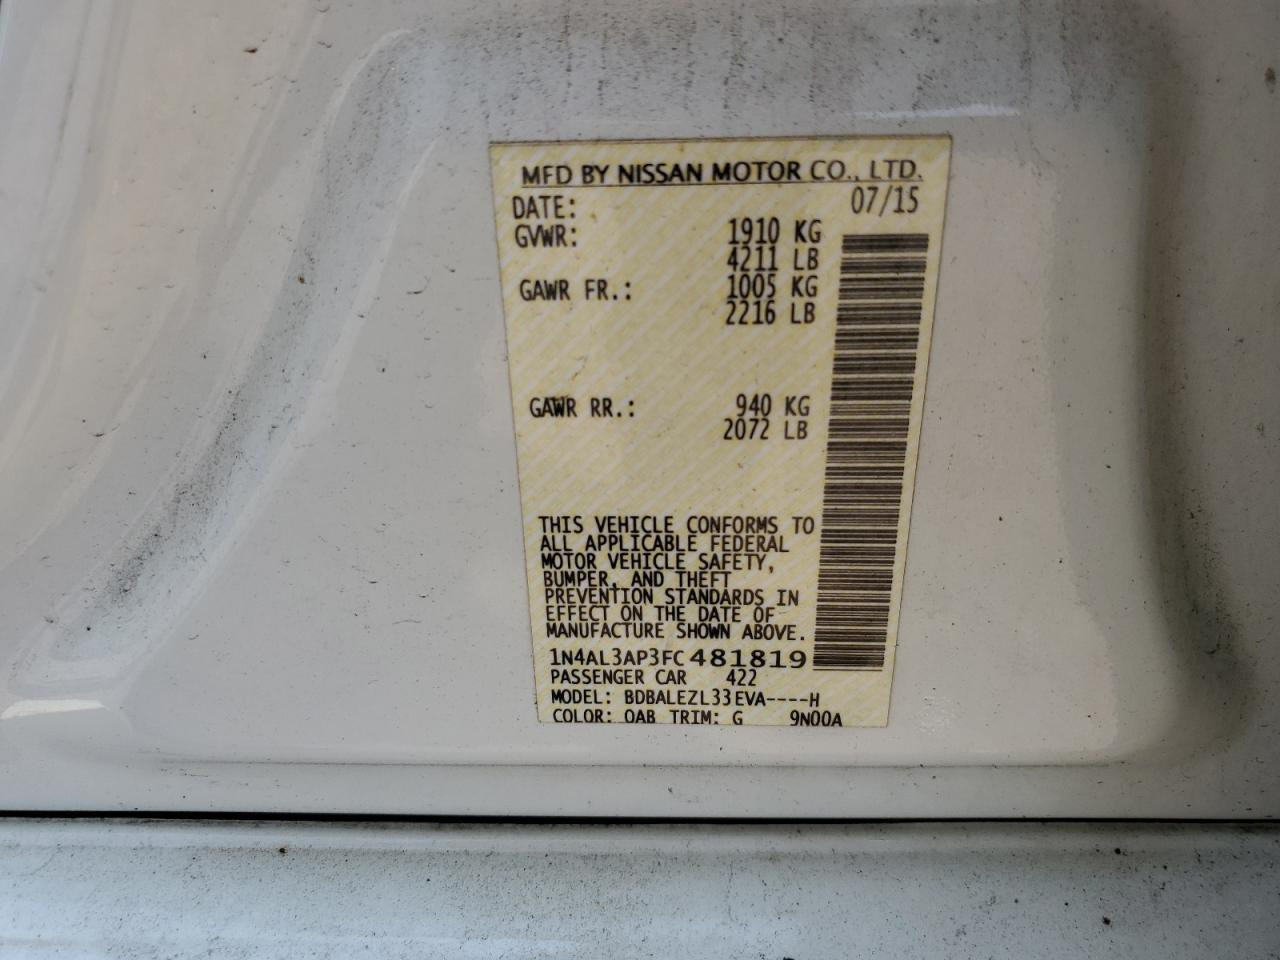 MFD BY NISSAN MOTOR CO., LTD.
DATE: 07/15
GVWR: 1910 KG
4211 LB
GAWR FR.: 1005 KG
2216 LB
GAWR RR.: 940 KG
2072 LB
THIS VEHICLE CONFORMS TO
ALL APPLICABLE FEDERAL
MOTOR VEHICLE SAFETY,
BUMPER, AND THEFT
PREVENTION STANDARDS IN
EFFECT ON THE DATE OF
MANUFACTURE SHOWN ABOVE.
1N4AL3AP3FC481819
PASSENGER CAR 422
MODEL: BDBALEZL33EVA----H
COLOR: QAB TRIM: G 9N00A